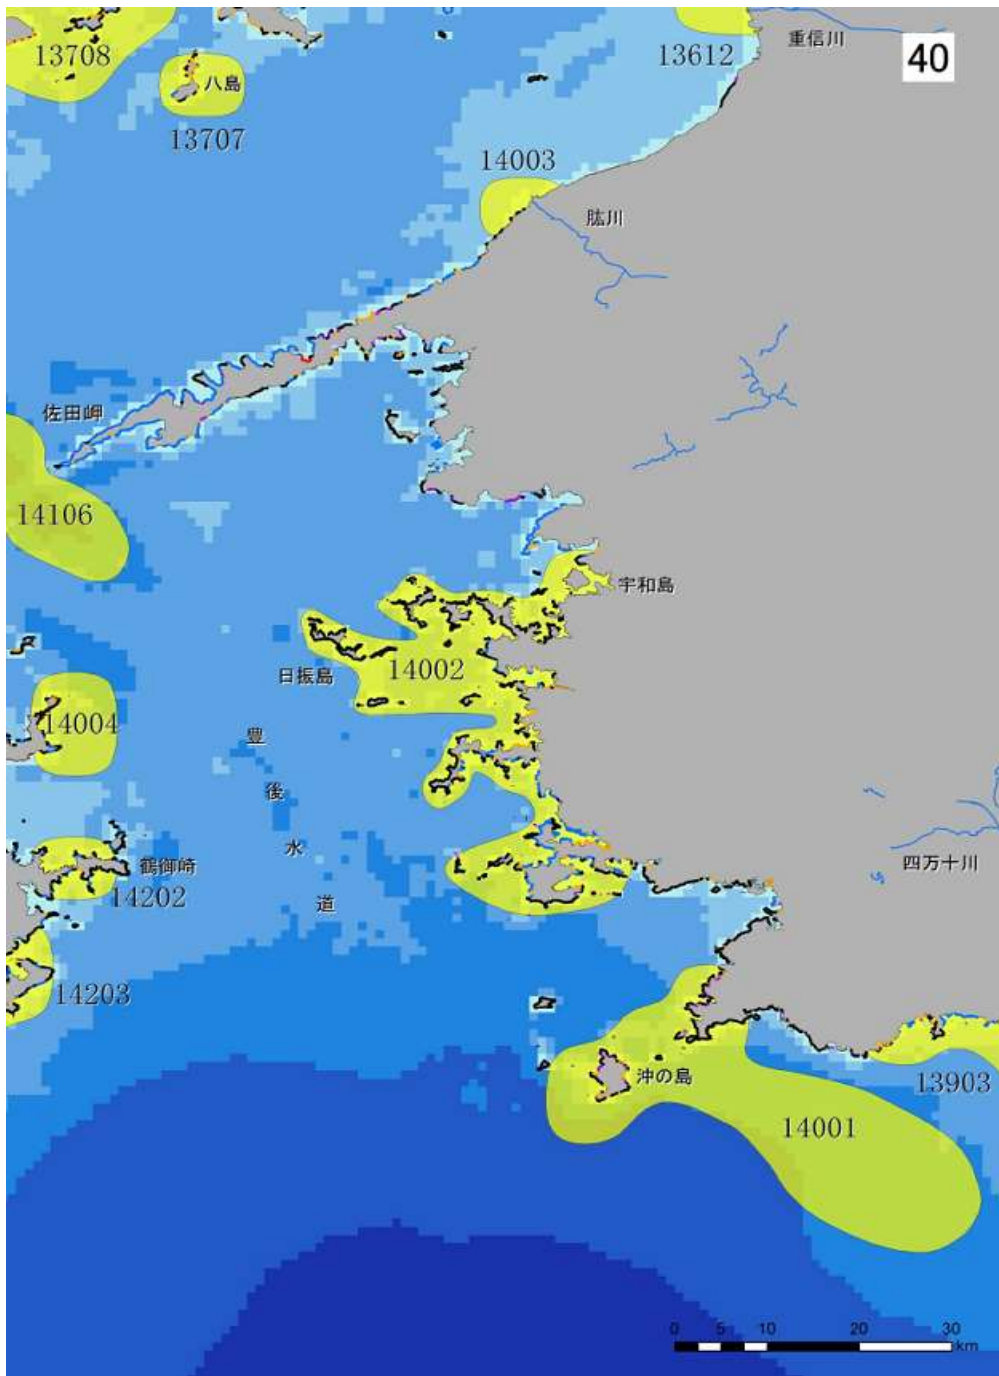 13708
八島
13707
13612
重信川
40
14003
肱川
佐田岬
14106
宇和島
14002
日振島
14004
豊
後
水
道
鶴御崎
14202
四万十川
14203
沖の島
13903
14001
0 5 10 20 30
km